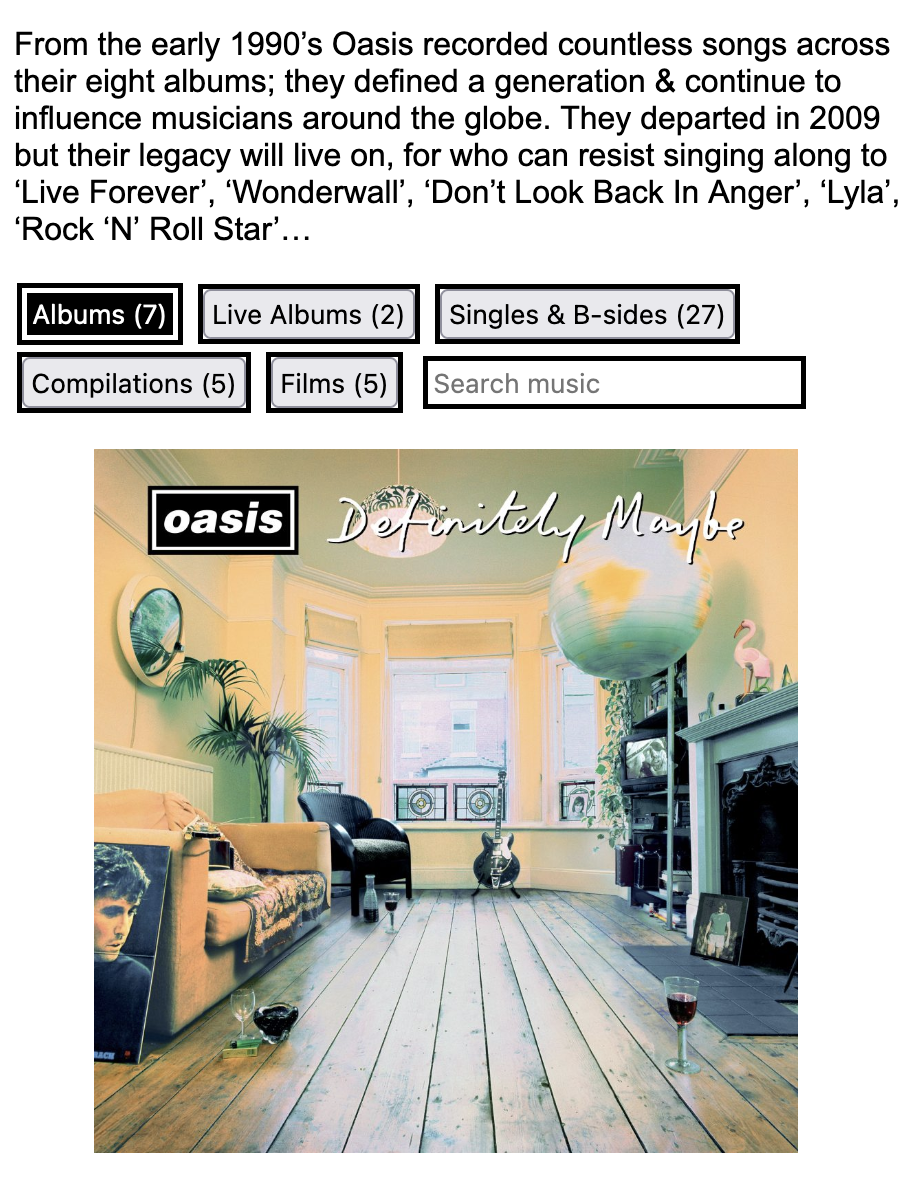 From the early 1990’s Oasis recorded countless songs across
their eight albums; they defined a generation & continue to
influence musicians around the globe. They departed in 2009
but their legacy will live on, for who can resist singing along to
‘Live Forever’, ‘Wonderwall’, ‘Don’t Look Back In Anger’, ‘Lyla’,
‘Rock ‘N’ Roll Star’…
Albums (7) Live Albums (2) Singles & B-sides (27)
Compilations (5) Films (5) Search music
oasis Definitely Maybe